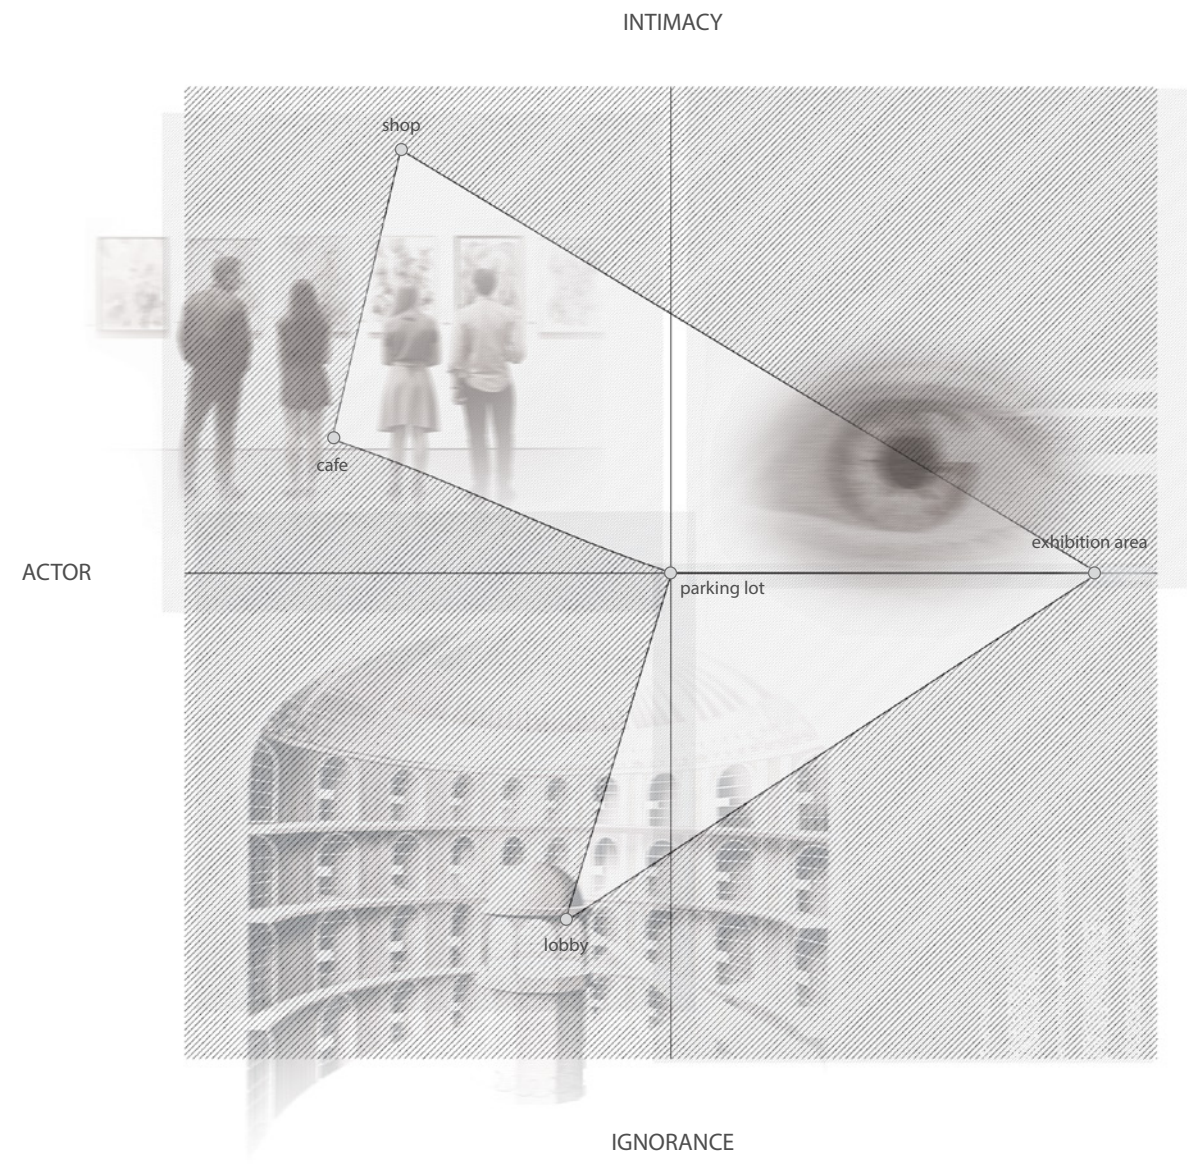 INTIMACY
shop
cafe
exhibition area
ACTOR
parking lot
lobby
IGNORANCE